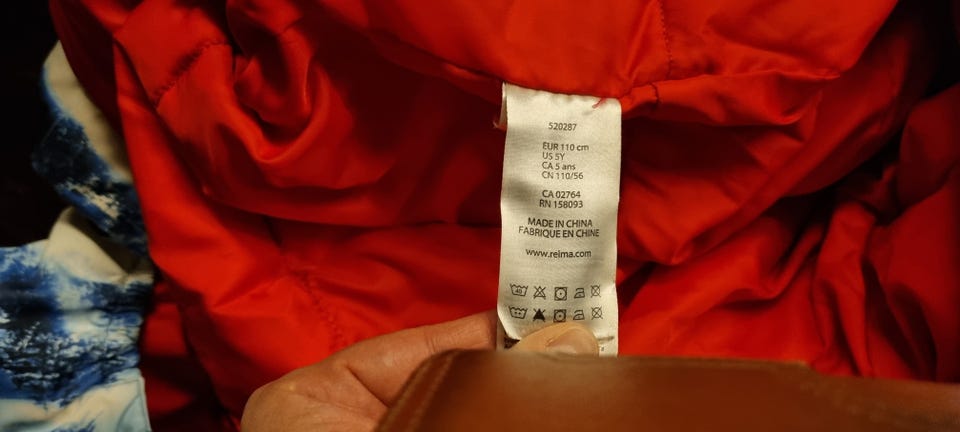 520287
EUR 110 cm
US 5Y
CA 5 ans
CN 110/56
CA 02764
RN 158093
MADE IN CHINA
FABRIQUE EN CHINE
www.reima.com
40